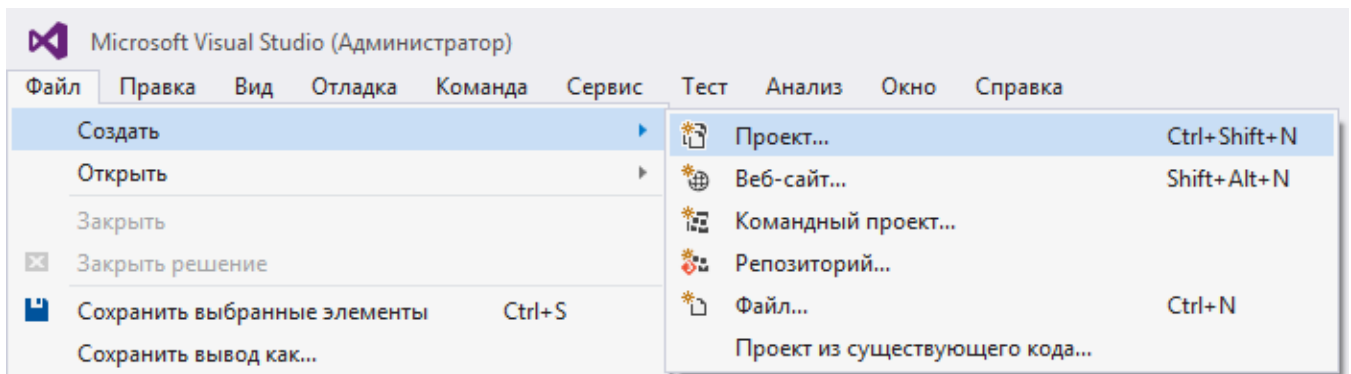 Microsoft Visual Studio (Администратор)
Файл Правка Вид Отладка Команда Сервис Тест Анализ Окно Справка
Создать
Открыть
Закрыть
Закрыть решение
Сохранить выбранные элементы Ctrl+S
Сохранить вывод как...
Проект... Ctrl+Shift+N
Веб-сайт... Shift+Alt+N
Командный проект...
Репозиторий...
Файл... Ctrl+N
Проект из существующего кода...